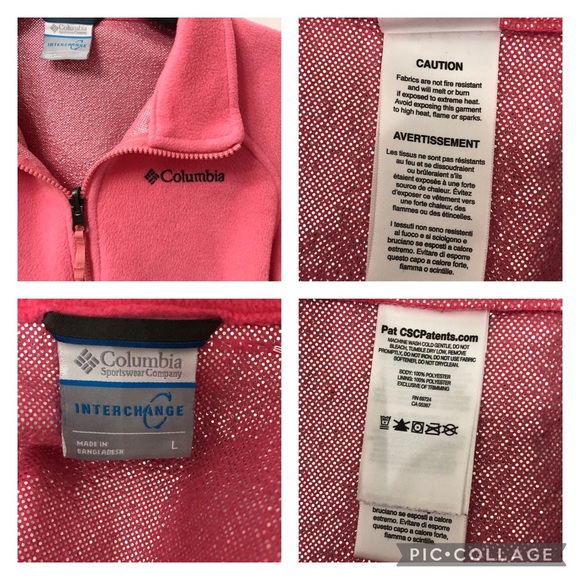 Columbia
Sportswear Company
INTERCHANGE
Columbia
CAUTION
Fabrics are not fire resistant
and will melt or burn
if exposed to extreme heat.
Avoid exposing this garment
to high heat, flame or sparks.
AVERTISSEMENT
Les tissus ne sont pas résistants
au feu et se dissoudraient
ou brûleraient s'ils
étaient exposés à une forte
source de chaleur. Évitez
d'exposer ce vêtement vers
une forte chaleur, des
flammes ou des étincelles.
I tessuti non sono resistenti
al fuoco e si sciolgono e
bruciano se esposti a calore
estremo. Evitare di esporre
questo capo a calore forte,
fiamma o scintille.
Columbia
Sportswear Company
INTERCHANGE
MADE IN
BANGLADESH
L
Pat CSCPatents.com
MACHINE WASH COLD GENTLE, DO NOT
BLEACH, TUMBLE DRY LOW, REMOVE
PROMPTLY, DO NOT IRON, DO NOT USE FABRIC
SOFTENER, DO NOT DRYCLEAN.
BODY: 100% POLYESTER
LINING: 100% POLYESTER
EXCLUSIVE OF TRIMMING
RN 69724
CA 05367
bruciano se esposti a calore
estremo. Evitare di esporre
questo capo a calore forte,
fiamma o scintille.
PIC•COLLAGE